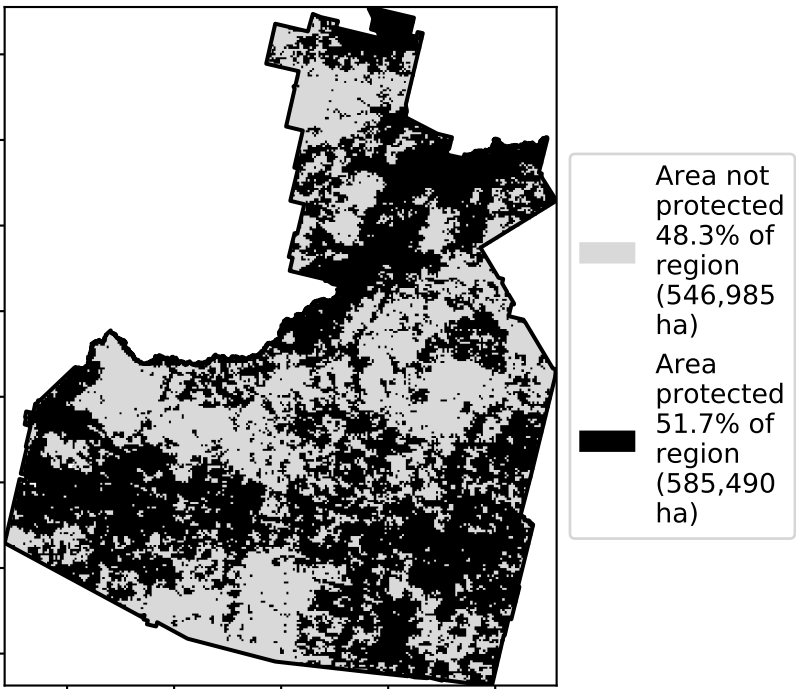 Area not
protected
48.3% of
region
(546,985
ha)
Area
protected
51.7% of
region
(585,490
ha)